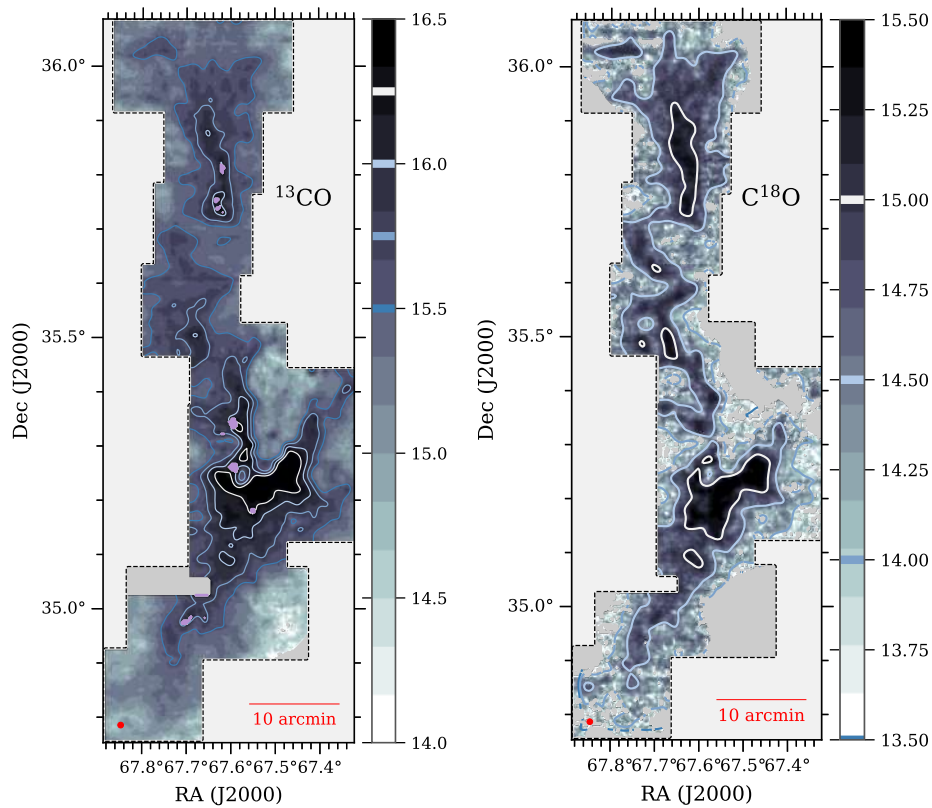 16.5
16.0
15.5
15.0
14.5
14.0
36.0°
35.5°
35.0°
Dec (J2000)
¹³CO
10 arcmin
67.8° 67.7° 67.6° 67.5° 67.4°
RA (J2000)
15.50
15.25
15.00
14.75
14.50
14.25
14.00
13.75
13.50
36.0°
35.5°
35.0°
Dec (J2000)
C¹⁸O
10 arcmin
67.8° 67.7° 67.6° 67.5° 67.4°
RA (J2000)